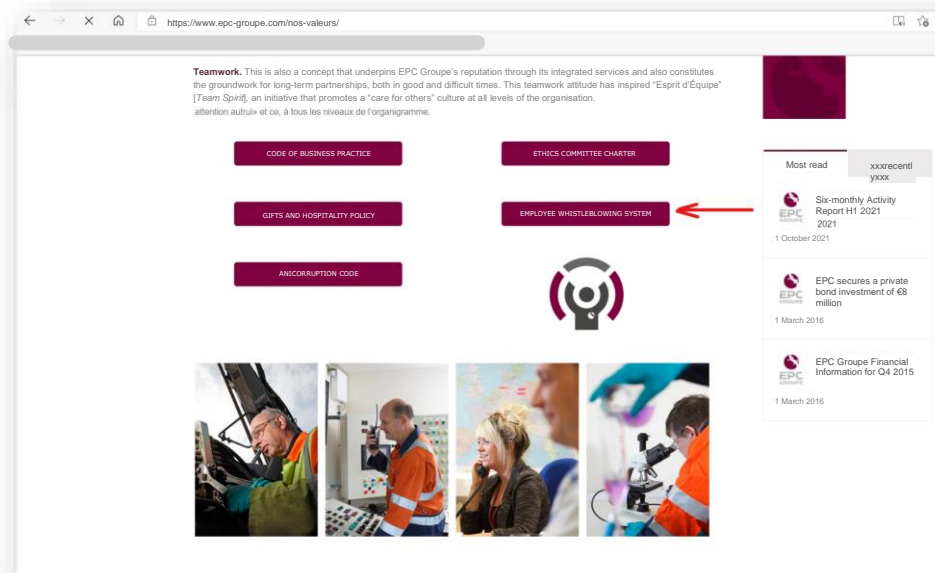 https://www.epc-groupe.com/nos-valeurs/
Teamwork. This is also a concept that underpins EPC Groupe's reputation through its integrated services and also constitutes
the groundwork for long-term partnerships, both in good and difficult times. This teamwork attitude has inspired "Esprit d'Équipe"
[Team Spirit], an initiative that promotes a "care for others" culture at all levels of the organisation.
attention autrui» et ce, à tous les niveaux de l'organigramme.
CODE OF BUSINESS PRACTICE
ETHICS COMMITTEE CHARTER
GIFTS AND HOSPITALITY POLICY
EMPLOYEE WHISTLEBLOWING SYSTEM
ANICORRUPTION CODE
Most read
xxxrecentl
yxxx
EPC
GROUPE
Six-monthly Activity
Report H1 2021
2021
1 October 2021
EPC
GROUPE
EPC secures a private
bond investment of €8
million
1 March 2016
EPC
GROUPE
EPC Groupe Financial
Information for Q4 2015
1 March 2016